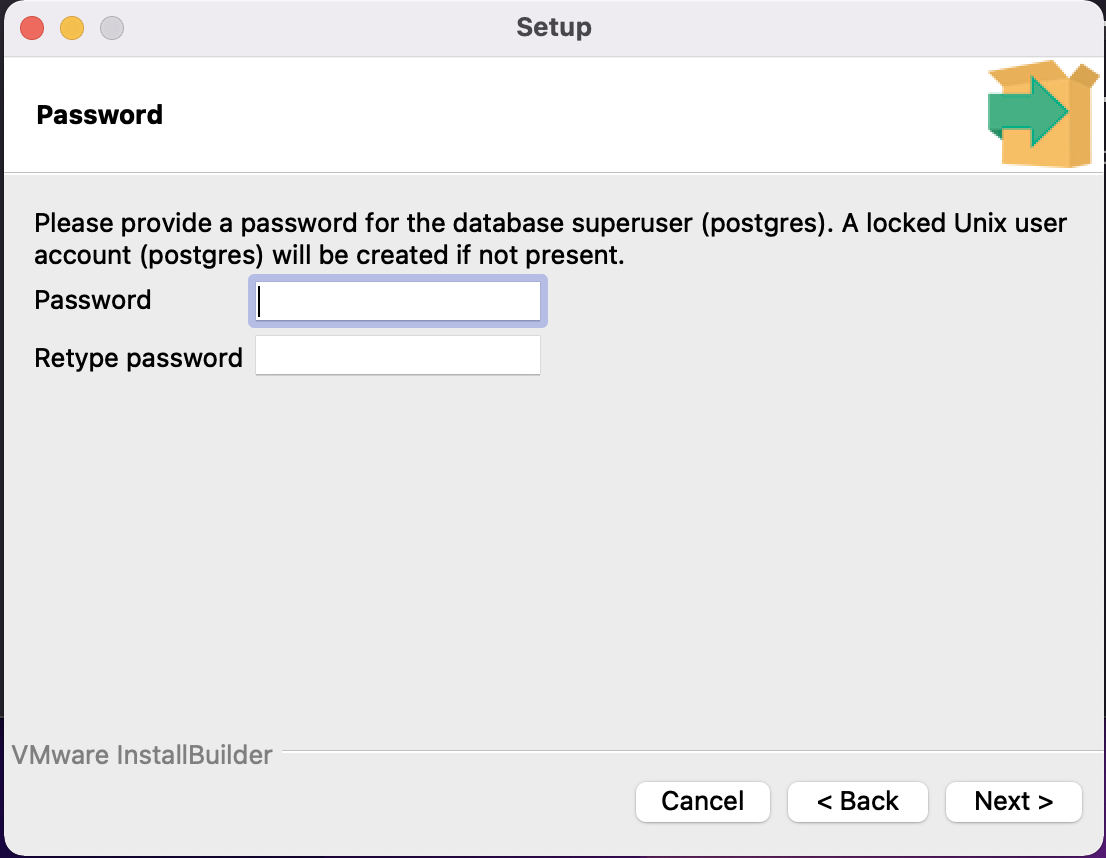 Setup
Password
Please provide a password for the database superuser (postgres). A locked Unix user
account (postgres) will be created if not present.
Password
Retype password
VMware InstallBuilder
Cancel
< Back
Next >